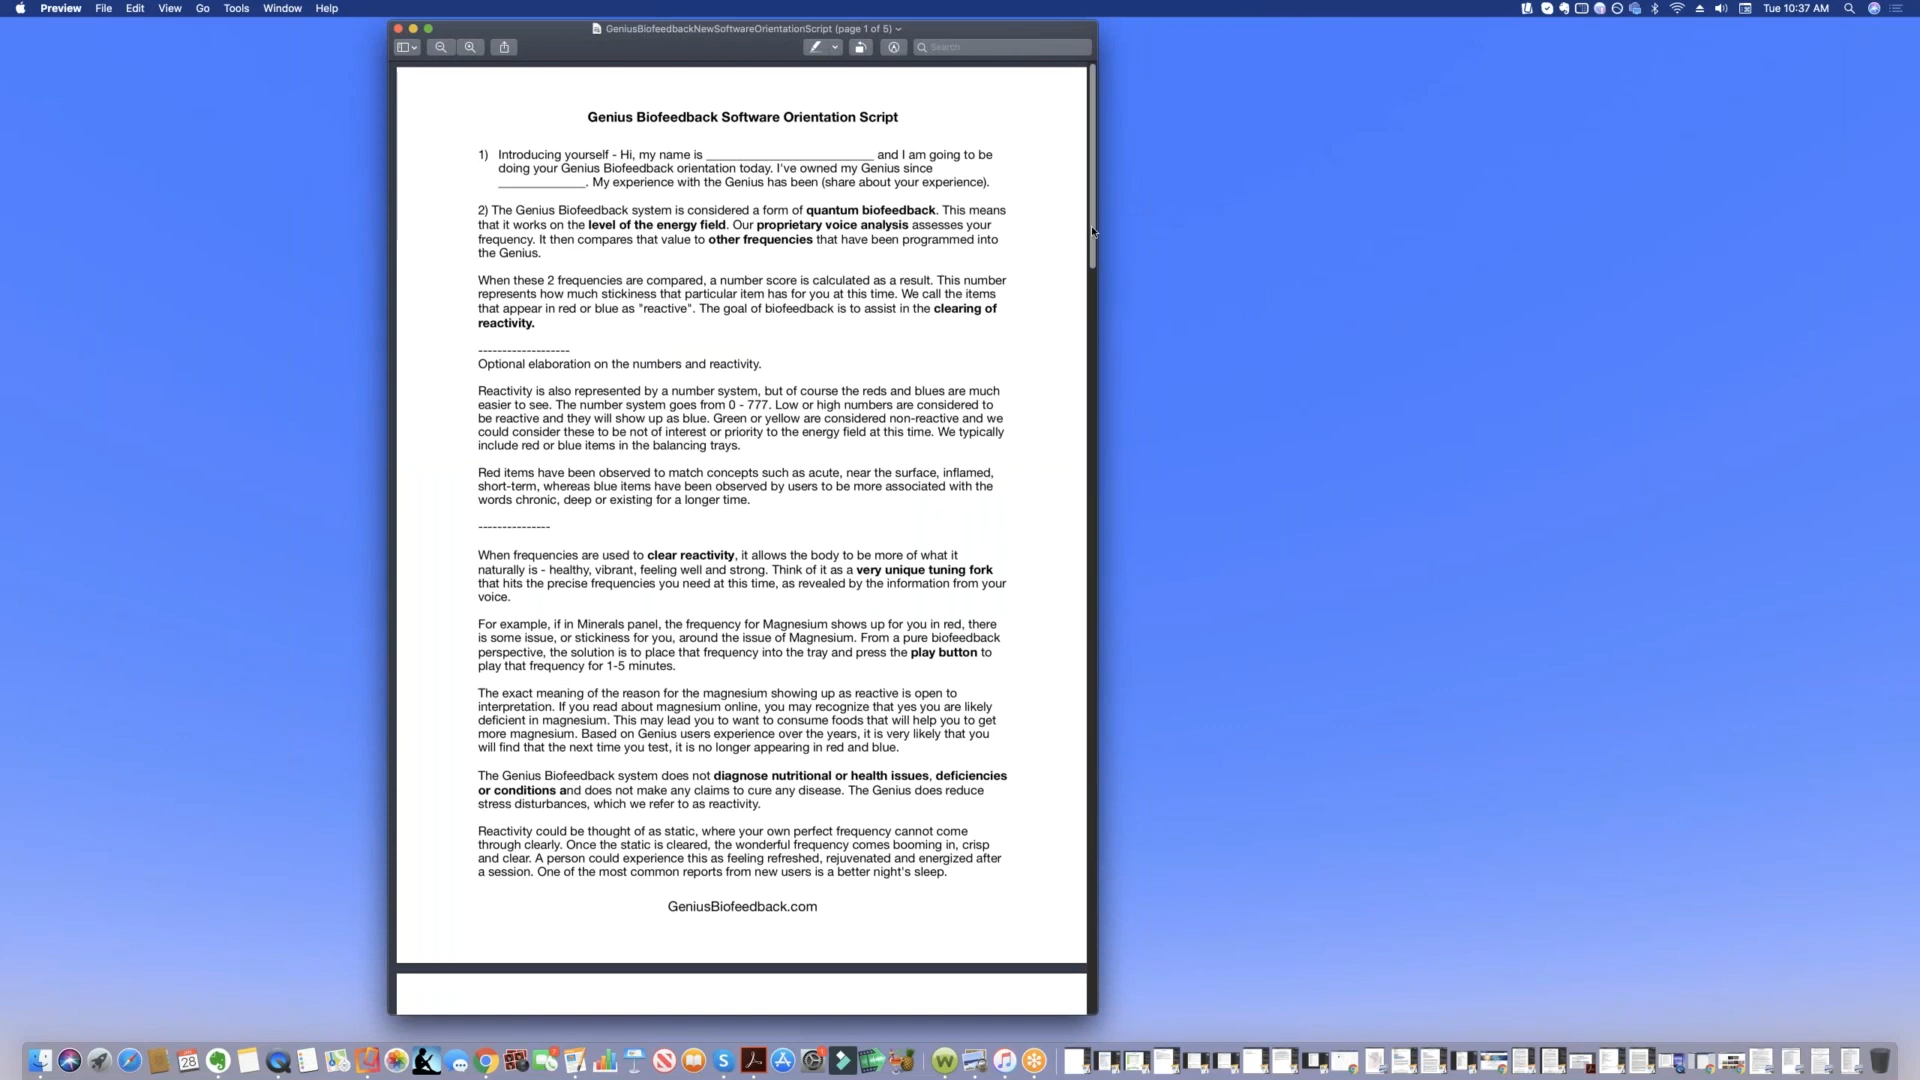 Preview File Edit View Go Tools Window Help
Tue 10:37 AM
GeniusBiofeedbackNewSoftwareOrientationScript (page 1 of 5)
Search
Genius Biofeedback Software Orientation Script
1) Introducing yourself - Hi, my name is ________________________ and I am going to be
doing your Genius Biofeedback orientation today. I've owned my Genius since
_____________. My experience with the Genius has been (share about your experience).
2) The Genius Biofeedback system is considered a form of quantum biofeedback. This means
that it works on the level of the energy field. Our proprietary voice analysis assesses your
frequency. It then compares that value to other frequencies that have been programmed into
the Genius.
When these 2 frequencies are compared, a number score is calculated as a result. This number
represents how much stickiness that particular item has for you at this time. We call the items
that appear in red or blue as "reactive". The goal of biofeedback is to assist in the clearing of
reactivity.
-------------------
Optional elaboration on the numbers and reactivity.
Reactivity is also represented by a number system, but of course the reds and blues are much
easier to see. The number system goes from 0 - 777. Low or high numbers are considered to
be reactive and they will show up as blue. Green or yellow are considered non-reactive and we
could consider these to be not of interest or priority to the energy field at this time. We typically
include red or blue items in the balancing trays.
Red items have been observed to match concepts such as acute, near the surface, inflamed,
short-term, whereas blue items have been observed by users to be more associated with the
words chronic, deep or existing for a longer time.
---------------
When frequencies are used to clear reactivity, it allows the body to be more of what it
naturally is - healthy, vibrant, feeling well and strong. Think of it as a very unique tuning fork
that hits the precise frequencies you need at this time, as revealed by the information from your
voice.
For example, if in Minerals panel, the frequency for Magnesium shows up for you in red, there
is some issue, or stickiness for you, around the issue of Magnesium. From a pure biofeedback
perspective, the solution is to place that frequency into the tray and press the play button to
play that frequency for 1-5 minutes.
The exact meaning of the reason for the magnesium showing up as reactive is open to
interpretation. If you read about magnesium online, you may recognize that yes you are likely
deficient in magnesium. This may lead you to want to consume foods that will help you to get
more magnesium. Based on Genius users experience over the years, it is very likely that you
will find that the next time you test, it is no longer appearing in red and blue.
The Genius Biofeedback system does not diagnose nutritional or health issues, deficiencies
or conditions and does not make any claims to cure any disease. The Genius does reduce
stress disturbances, which we refer to as reactivity.
Reactivity could be thought of as static, where your own perfect frequency cannot come
through clearly. Once the static is cleared, the wonderful frequency comes booming in, crisp
and clear. A person could experience this as feeling refreshed, rejuvenated and energized after
a session. One of the most common reports from new users is a better night's sleep.
GeniusBiofeedback.com
28